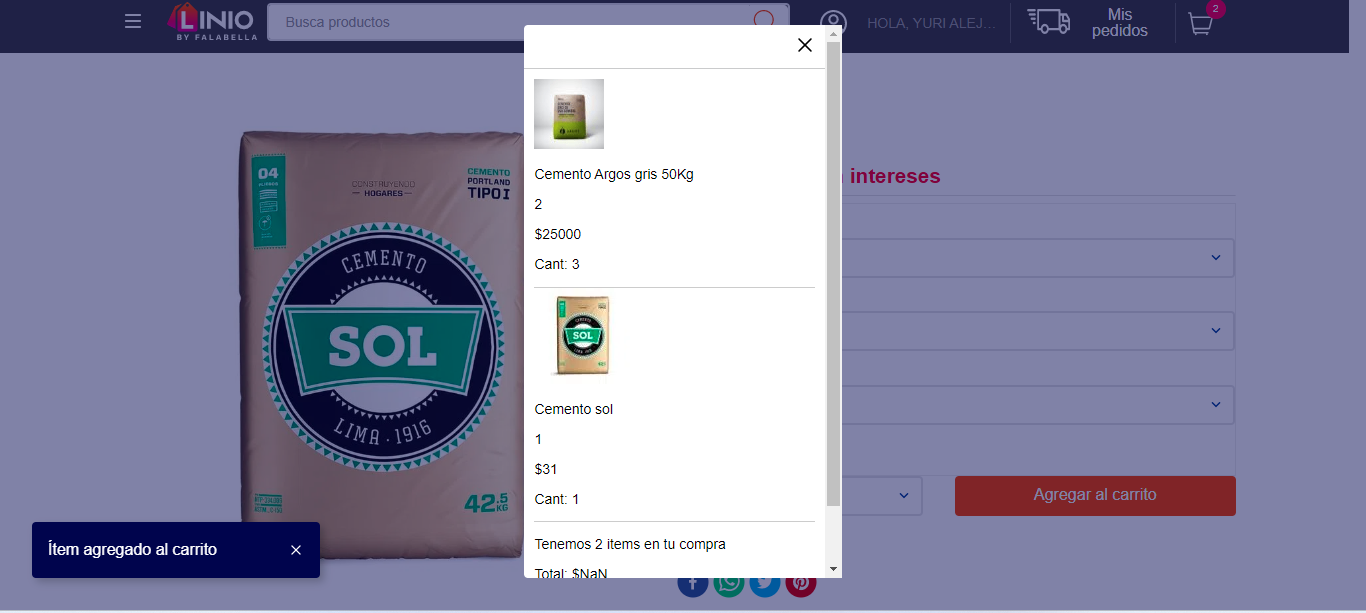 LINIO
BY FALABELLA
Busca productos
HOLA, YURI ALEJ...
Mis
pedidos
2
intereses
04
CONSTRUYENDO
HOGARES
CEMENTO
PORTLAND
TIPO I
CEMENTO
SOL
LIMA · 1916
42.5
KG
Cemento Argos gris 50Kg
2
$25000
Cant: 3
CEMENTO
SOL
Cemento sol
1
$31
Cant: 1
Tenemos 2 items en tu compra
Total: $NaN
Agregar al carrito
Ítem agregado al carrito